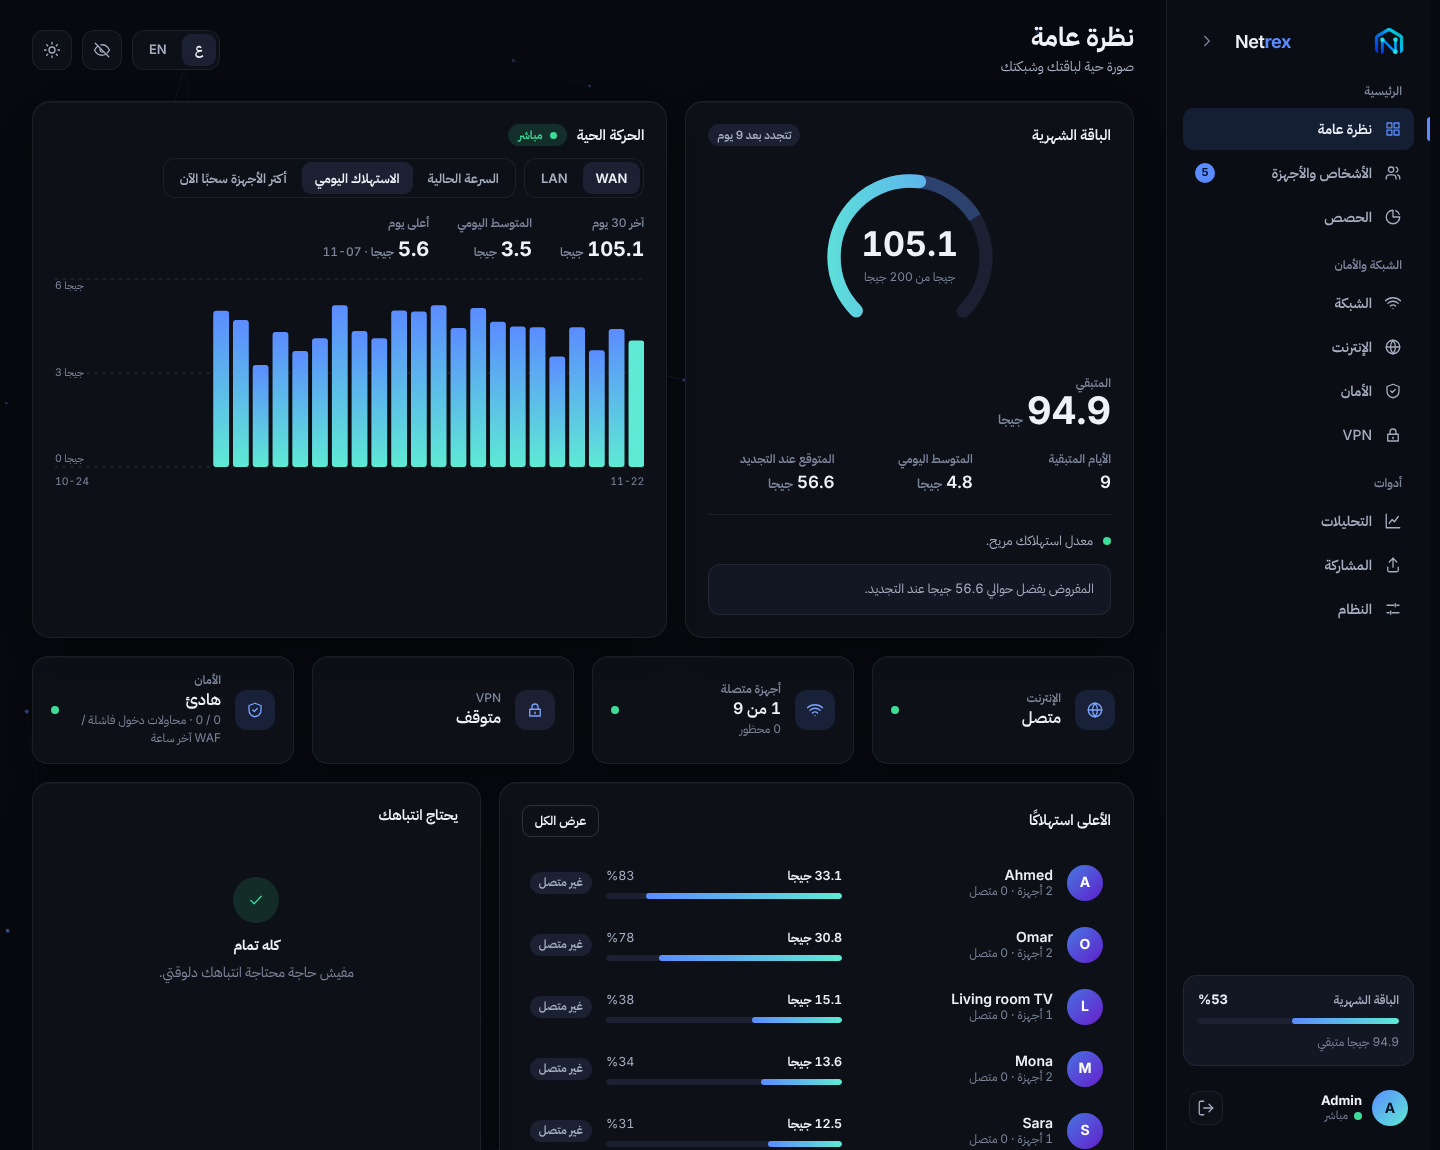 Netrex
الرئيسية
نظرة عامة
الأشخاص والأجهزة
5
الحصص
الشبكة والأمان
الشبكة
الإنترنت
الأمان
VPN
أدوات
التحليلات
المشاركة
النظام
الباقة الشهرية
%53
94.9 جيجا متبقي
Admin
مباشر
A
نظرة عامة
صورة حية لباقتك وشبكتك
ع
EN
الباقة الشهرية
تتجدد بعد 9 يوم
105.1
جيجا من 200 جيجا
المتبقي
94.9 جيجا
الأيام المتبقية
9
المتوسط اليومي
4.8 جيجا
المتوقع عند التجديد
56.6 جيجا
معدل استهلاكك مريح.
المفروض يفضل حوالي 56.6 جيجا عند التجديد.
الحركة الحية
مباشر
WAN
LAN
السرعة الحالية
الاستهلاك اليومي
أكثر الأجهزة سحبًا الآن
آخر 30 يوم
105.1 جيجا
المتوسط اليومي
3.5 جيجا
أعلى يوم
5.6 جيجا · 07-11
6 جيجا
3 جيجا
0 جيجا
10-24
11-22
الإنترنت
متصل
أجهزة متصلة
1 من 9
0 محظور
VPN
متوقف
الأمان
هادئ
0 / 0 · محاولات دخول فاشلة /
WAF آخر ساعة
الأعلى استهلاكًا
عرض الكل
A
Ahmed
2 أجهزة · 0 متصل
33.1 جيجا
%83
غير متصل
O
Omar
2 أجهزة · 0 متصل
30.8 جيجا
%78
غير متصل
L
Living room TV
1 أجهزة · 0 متصل
15.1 جيجا
%38
غير متصل
M
Mona
2 أجهزة · 0 متصل
13.6 جيجا
%34
غير متصل
S
Sara
1 أجهزة · 0 متصل
12.5 جيجا
%31
غير متصل
يحتاج انتباهك
كله تمام
مفيش حاجة محتاجة انتباهك دلوقتي.